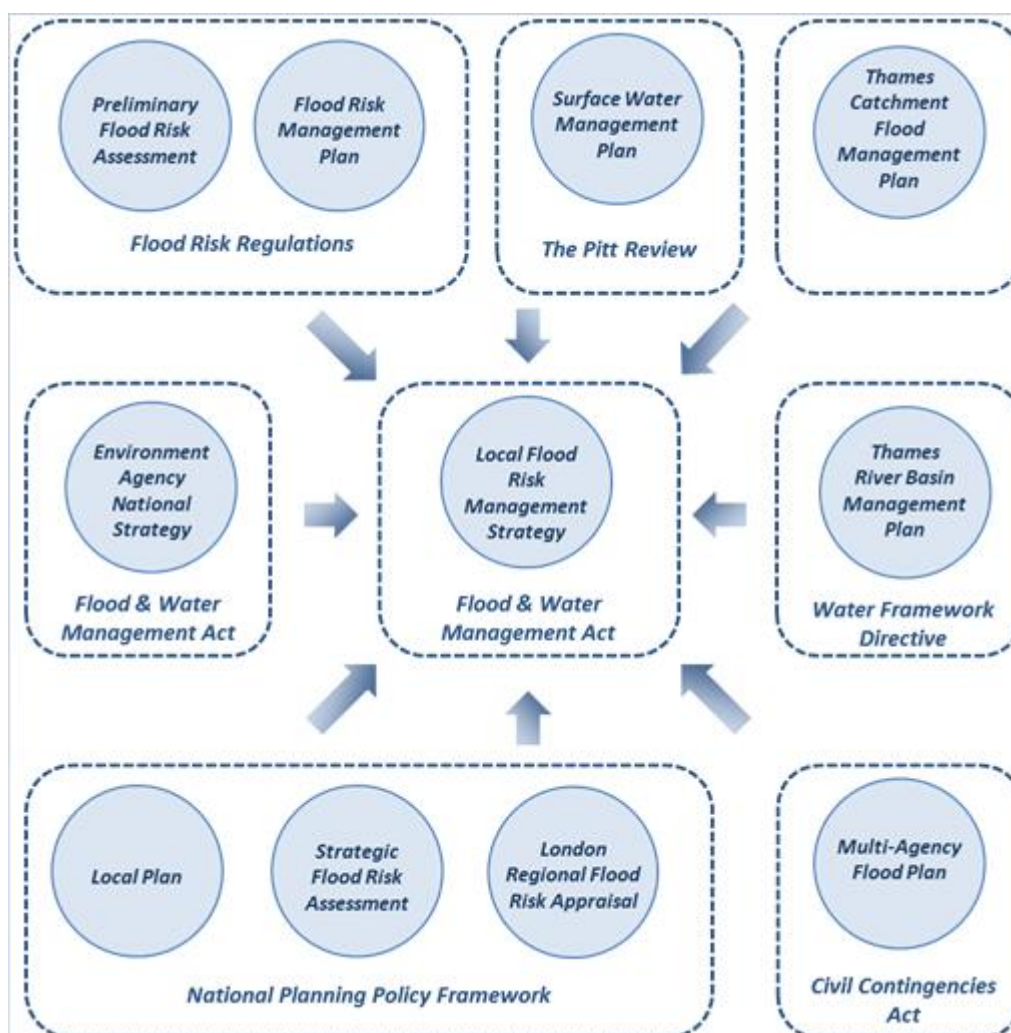 Preliminary
Flood Risk
Assessment
Flood Risk
Management
Plan
Flood Risk Regulations
Surface Water
Management
Plan
The Pitt Review
Thames
Catchment
Flood
Management
Plan
Environment
Agency
National
Strategy
Flood & Water
Management Act
Local Flood
Risk
Management
Strategy
Flood & Water
Management Act
Thames
River Basin
Management
Plan
Water Framework
Directive
Local Plan
Strategic
Flood Risk
Assessment
London
Regional Flood
Risk Appraisal
National Planning Policy Framework
Multi-Agency
Flood Plan
Civil Contingencies
Act